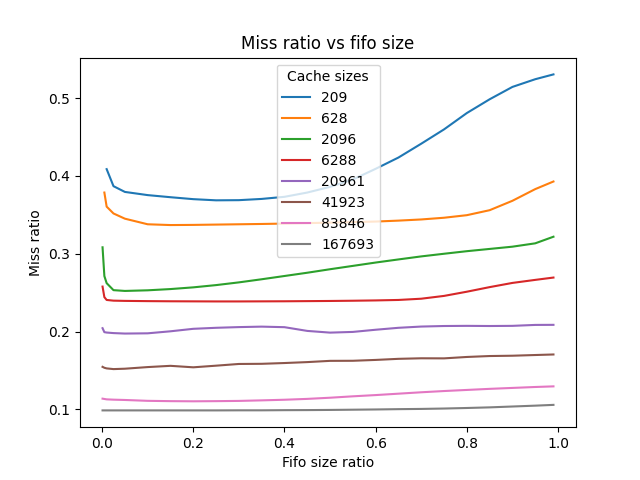 Miss ratio vs fifo size
Cache sizes
209
628
2096
6288
20961
41923
83846
167693
Miss ratio
0.5
0.4
0.3
0.2
0.1
0.0 0.2 0.4 0.6 0.8 1.0
Fifo size ratio